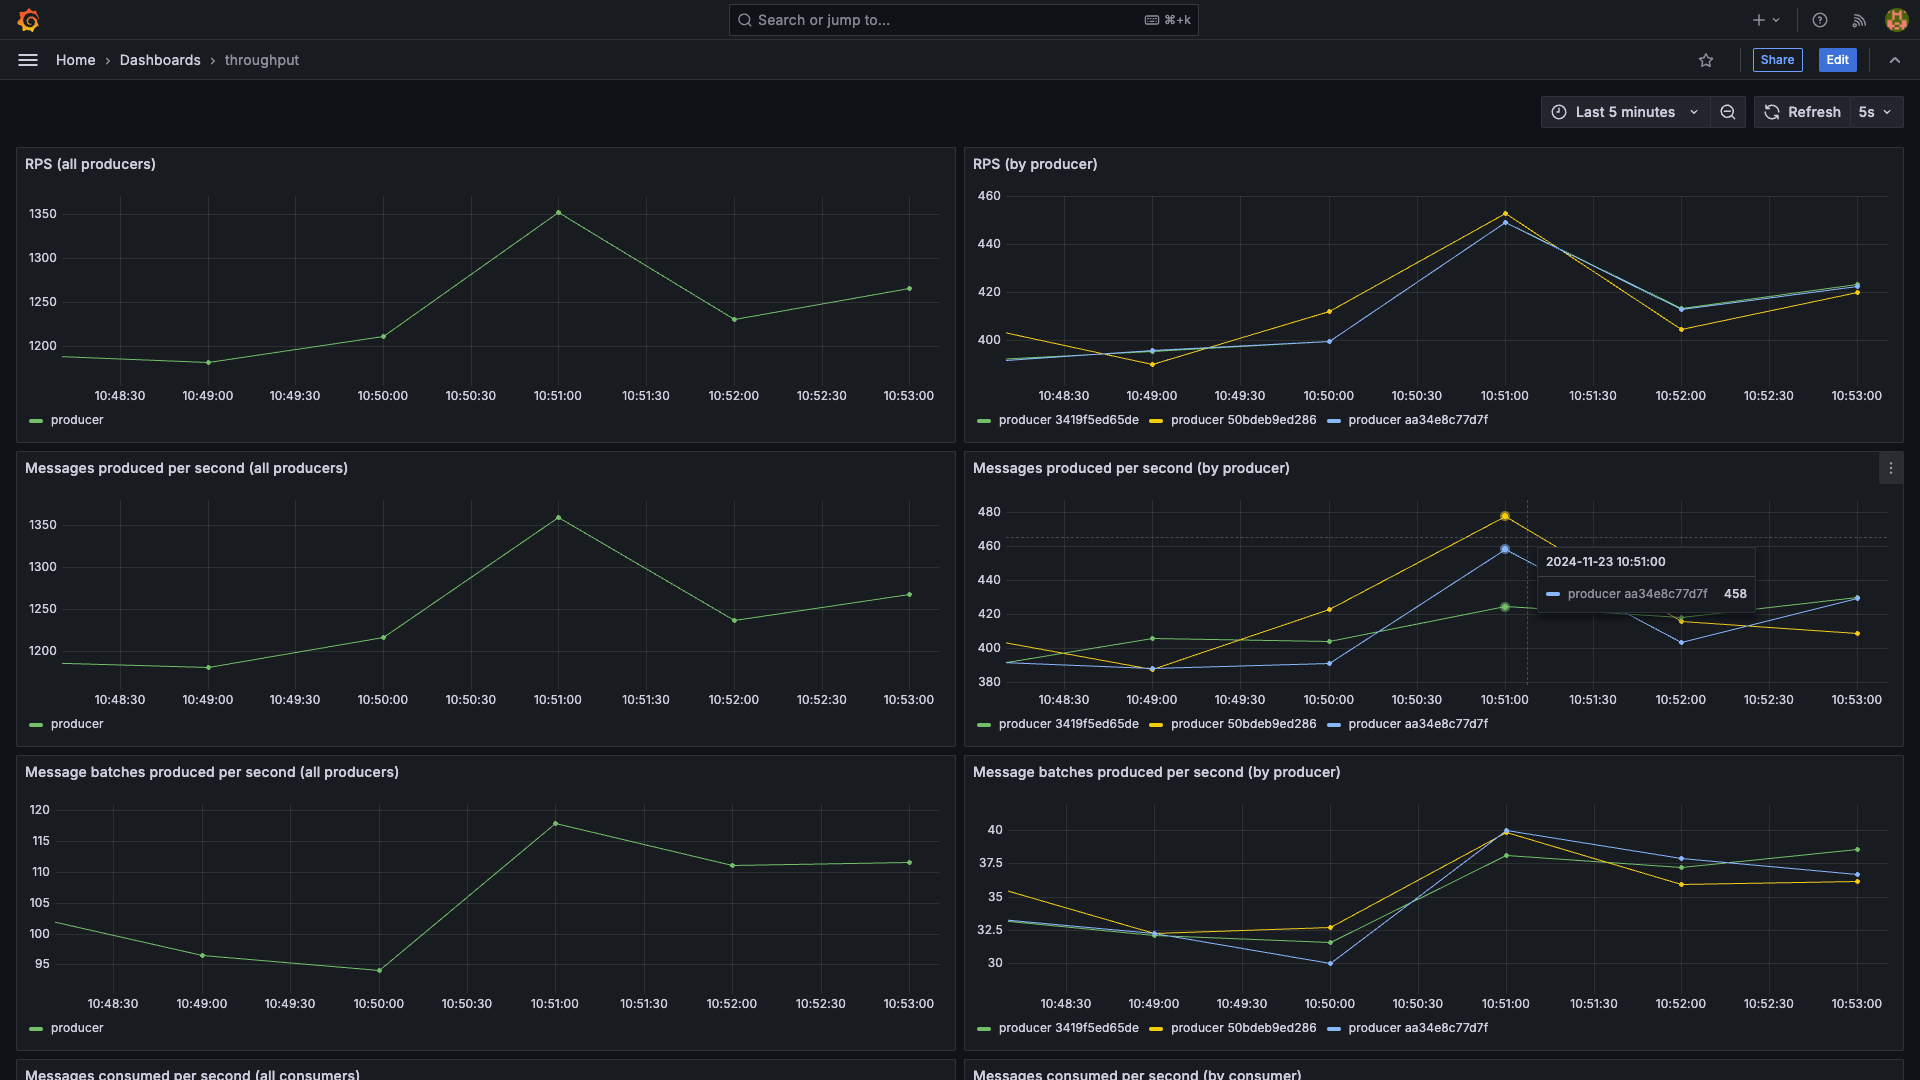 Search or jump to... ⌘+k
Home › Dashboards › throughput
Share Edit
Last 5 minutes Refresh 5s
RPS (all producers)
1350
1300
1250
1200
10:48:30 10:49:00 10:49:30 10:50:00 10:50:30 10:51:00 10:51:30 10:52:00 10:52:30 10:53:00
producer
RPS (by producer)
460
440
420
400
10:48:30 10:49:00 10:49:30 10:50:00 10:50:30 10:51:00 10:51:30 10:52:00 10:52:30 10:53:00
producer 3419f5ed65de producer 50bdeb9ed286 producer aa34e8c77d7f
Messages produced per second (all producers)
1350
1300
1250
1200
10:48:30 10:49:00 10:49:30 10:50:00 10:50:30 10:51:00 10:51:30 10:52:00 10:52:30 10:53:00
producer
Messages produced per second (by producer)
480
460
440
420
400
380
2024-11-23 10:51:00
producer aa34e8c77d7f 458
10:48:30 10:49:00 10:49:30 10:50:00 10:50:30 10:51:00 10:51:30 10:52:00 10:52:30 10:53:00
producer 3419f5ed65de producer 50bdeb9ed286 producer aa34e8c77d7f
Message batches produced per second (all producers)
120
115
110
105
100
95
10:48:30 10:49:00 10:49:30 10:50:00 10:50:30 10:51:00 10:51:30 10:52:00 10:52:30 10:53:00
producer
Message batches produced per second (by producer)
40
37.5
35
32.5
30
10:48:30 10:49:00 10:49:30 10:50:00 10:50:30 10:51:00 10:51:30 10:52:00 10:52:30 10:53:00
producer 3419f5ed65de producer 50bdeb9ed286 producer aa34e8c77d7f
Messages consumed per second (all consumers)
Messages consumed per second (by consumer)